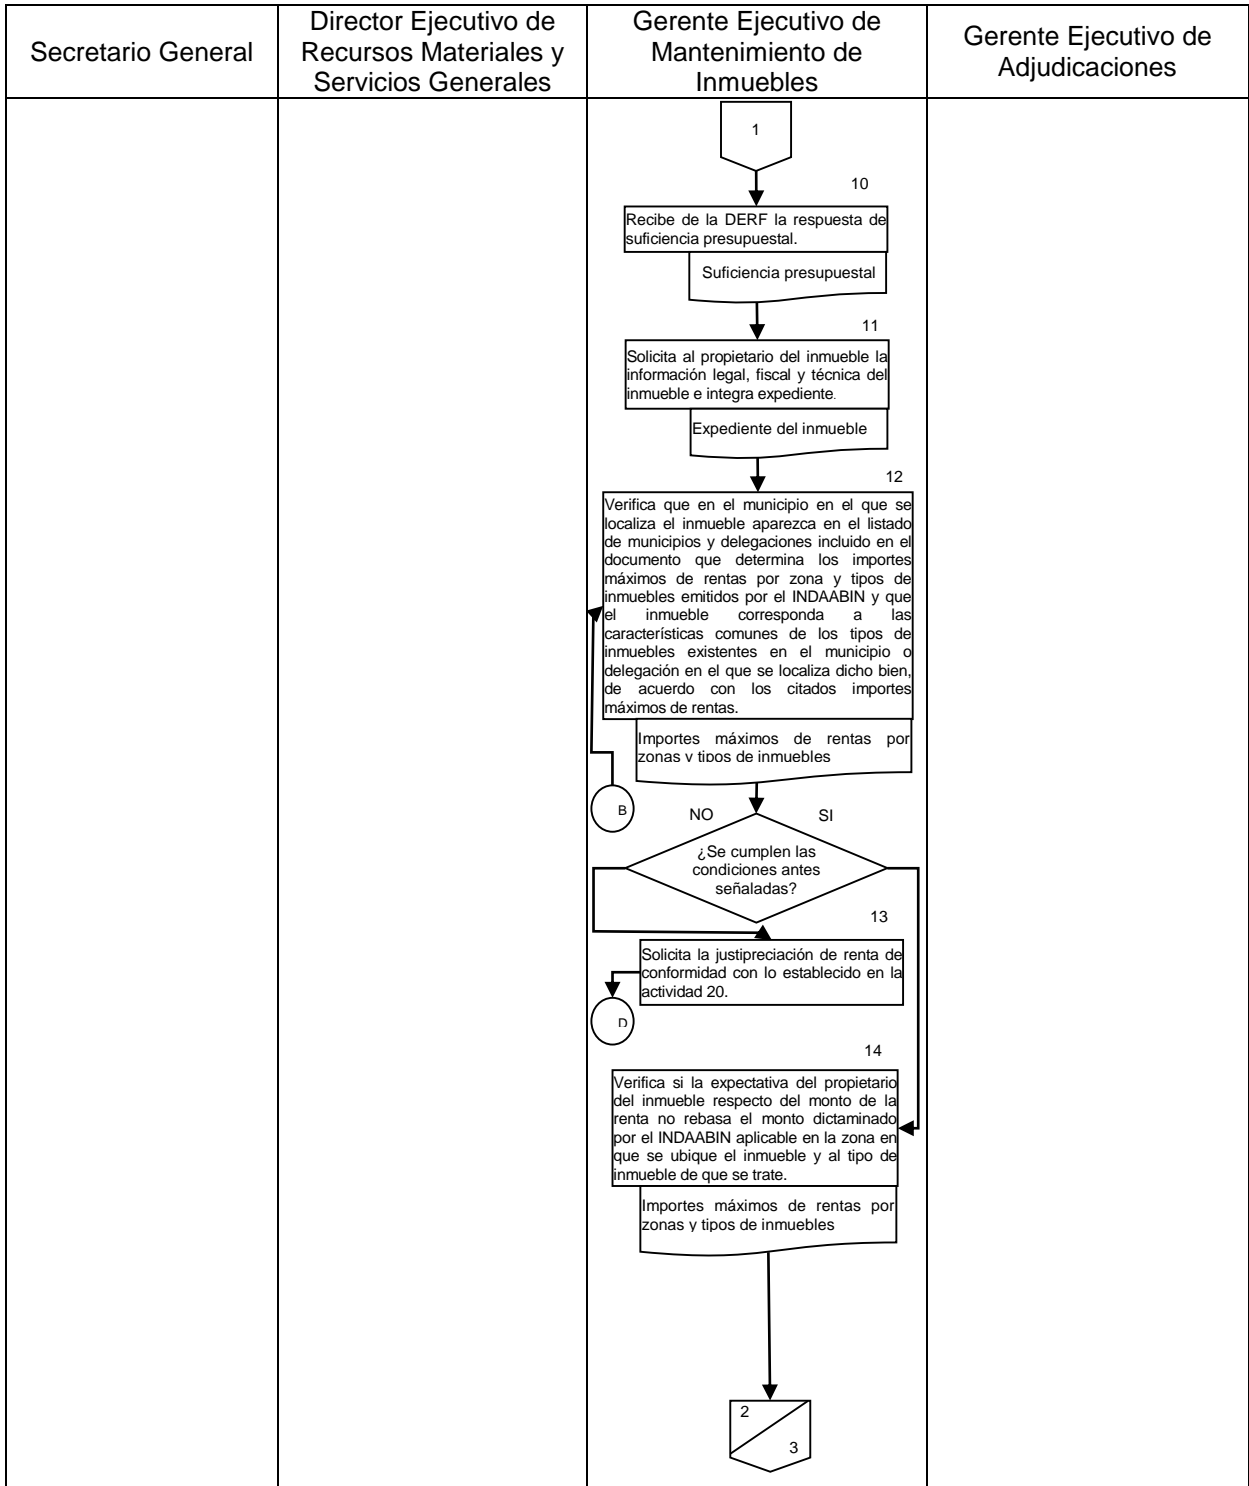 Secretario General
Director Ejecutivo de
Recursos Materiales y
Servicios Generales
Gerente Ejecutivo de
Mantenimiento de
Inmuebles
Gerente Ejecutivo de
Adjudicaciones
1
10
Recibe de la DERF la respuesta de
suficiencia presupuestal.
Suficiencia presupuestal
11
Solicita al propietario del inmueble la
información legal, fiscal y técnica del
inmueble e integra expediente.
Expediente del inmueble
12
Verifica que en el municipio en el que se
localiza el inmueble aparezca en el listado
de municipios y delegaciones incluido en el
documento que determina los importes
máximos de rentas por zona y tipos de
inmuebles emitidos por el INDAABIN y que
el inmueble corresponda a las
características comunes de los tipos de
inmuebles existentes en el municipio o
delegación en el que se localiza dicho bien,
de acuerdo con los citados importes
máximos de rentas.
Importes máximos de rentas por
zonas y tipos de inmuebles
B
NO
SI
¿Se cumplen las
condiciones antes
señaladas?
13
Solicita la justipreciación de renta de
conformidad con lo establecido en la
actividad 20.
D
14
Verifica si la expectativa del propietario
del inmueble respecto del monto de la
renta no rebasa el monto dictaminado
por el INDAABIN aplicable en la zona en
que se ubique el inmueble y al tipo de
inmueble de que se trate.
Importes máximos de rentas por
zonas y tipos de inmuebles
2
3